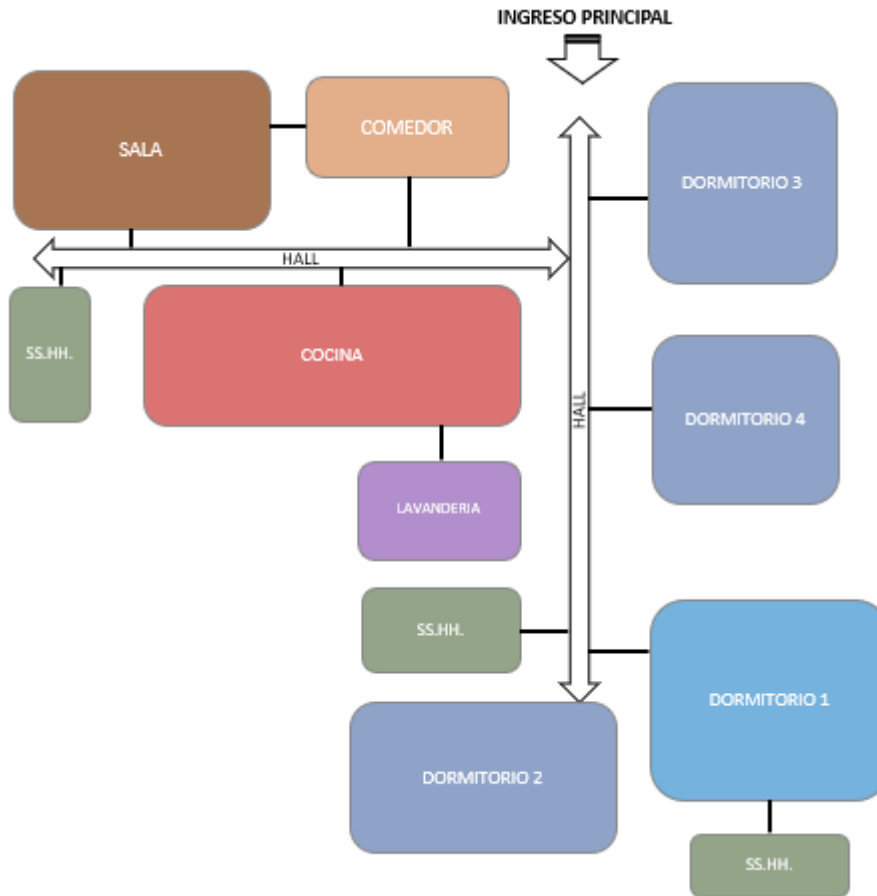 INGRESO PRINCIPAL
SALA
COMEDOR
DORMITORIO 3
HALL
SS.HH.
COCINA
HALL
DORMITORIO 4
LAVANDERIA
SS.HH.
DORMITORIO 1
DORMITORIO 2
SS.HH.